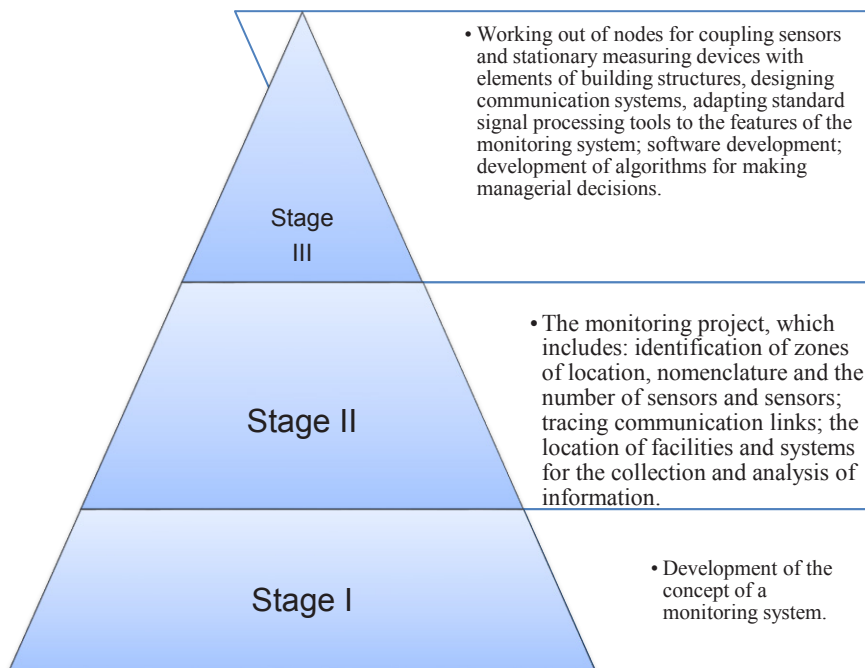 • Working out of nodes for coupling sensors
and stationary measuring devices with
elements of building structures, designing
communication systems, adapting standard
signal processing tools to the features of the
monitoring system; software development;
development of algorithms for making
managerial decisions.
Stage
III
• The monitoring project, which
includes: identification of zones
of location, nomenclature and the
number of sensors and sensors;
tracing communication links; the
location of facilities and systems
for the collection and analysis of
information.
Stage II
• Development of the
concept of a
monitoring system.
Stage I